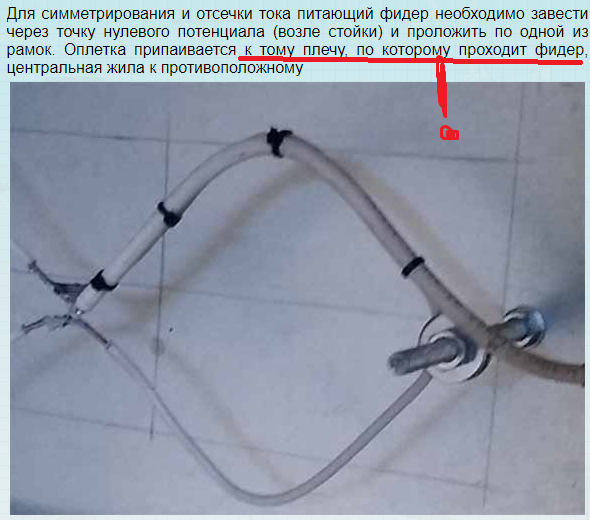 Для симметрирования и отсечки тока питающий фидер необходимо завести
через точку нулевого потенциала (возле стойки) и проложить по одной из
рамок. Оплетка припаивается к тому плечу, по которому проходит фидер,
центральная жила к противоположному